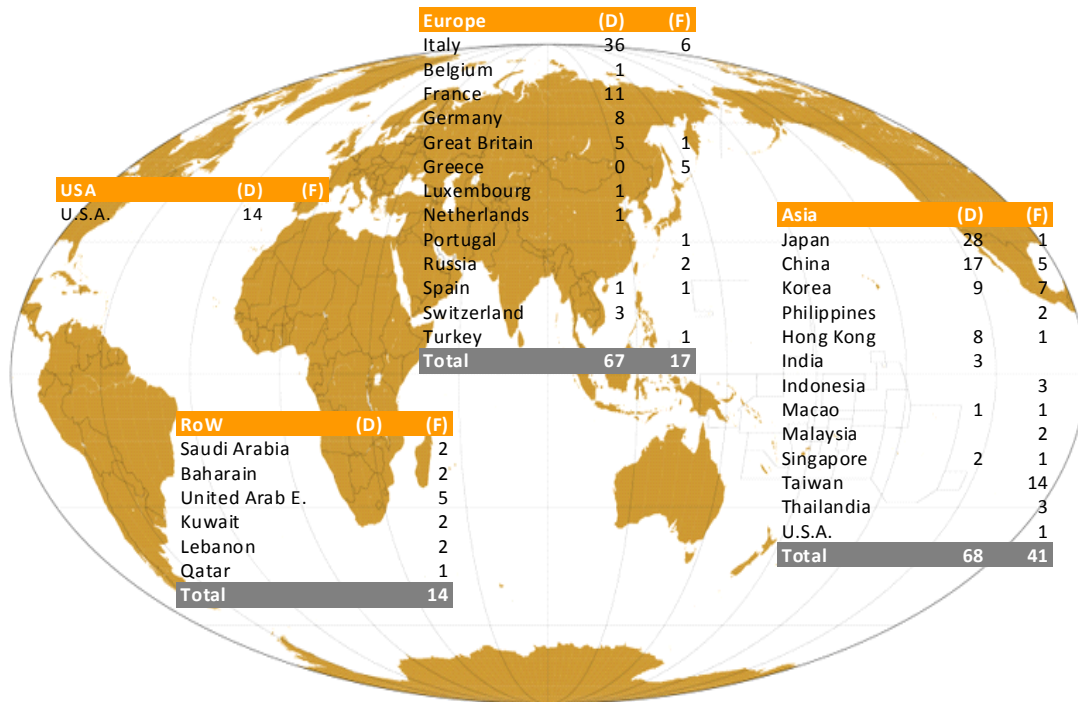 Europe (D) (F)
Italy 36 6
Belgium 1
France 11
Germany 8
Great Britain 5 1
Greece 0 5
Luxembourg 1
Netherlands 1
Portugal 1
Russia 2
Spain 1 1
Switzerland 3
Turkey 1
Total 67 17
USA (D) (F)
U.S.A. 14
Asia (D) (F)
Japan 28 1
China 17 5
Korea 9 7
Philippines 2
Hong Kong 8 1
India 3
Indonesia 3
Macao 1 1
Malaysia 2
Singapore 2 1
Taiwan 14
Thailandia 3
U.S.A. 1
Total 68 41
RoW (D) (F)
Saudi Arabia 2
Baharain 2
United Arab E. 5
Kuwait 2
Lebanon 2
Qatar 1
Total 14